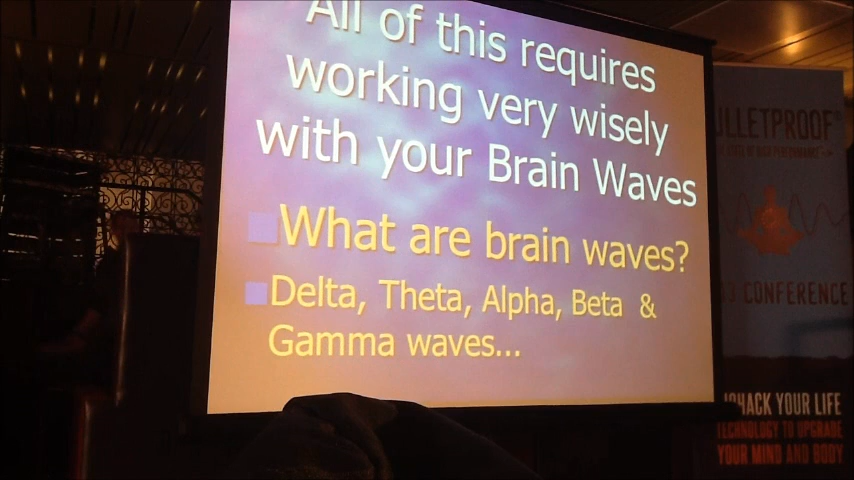 All of this requires
working very wisely
with your Brain Waves
What are brain waves?
Delta, Theta, Alpha, Beta &
Gamma waves...
ULLETPROOF
CONFERENCE
HACK YOUR LIFE
TECHNOLOGY TO UPGRADE
YOUR MIND AND BODY